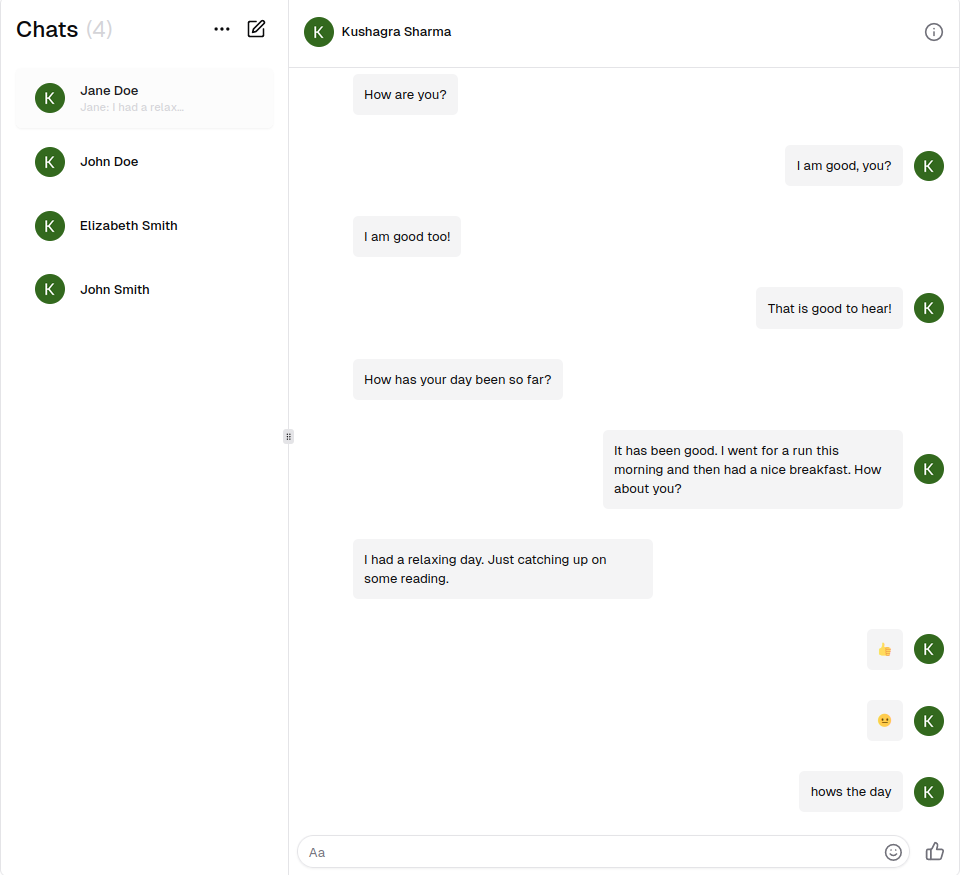 Chats (4)
K
Jane Doe
Jane: I had a relax...
K
John Doe
K
Elizabeth Smith
K
John Smith
K
Kushagra Sharma
How are you?
I am good, you?
K
I am good too!
That is good to hear!
K
How has your day been so far?
It has been good. I went for a run this
morning and then had a nice breakfast. How
about you?
K
I had a relaxing day. Just catching up on
some reading.
👍
K
😐
K
hows the day
K
Aa